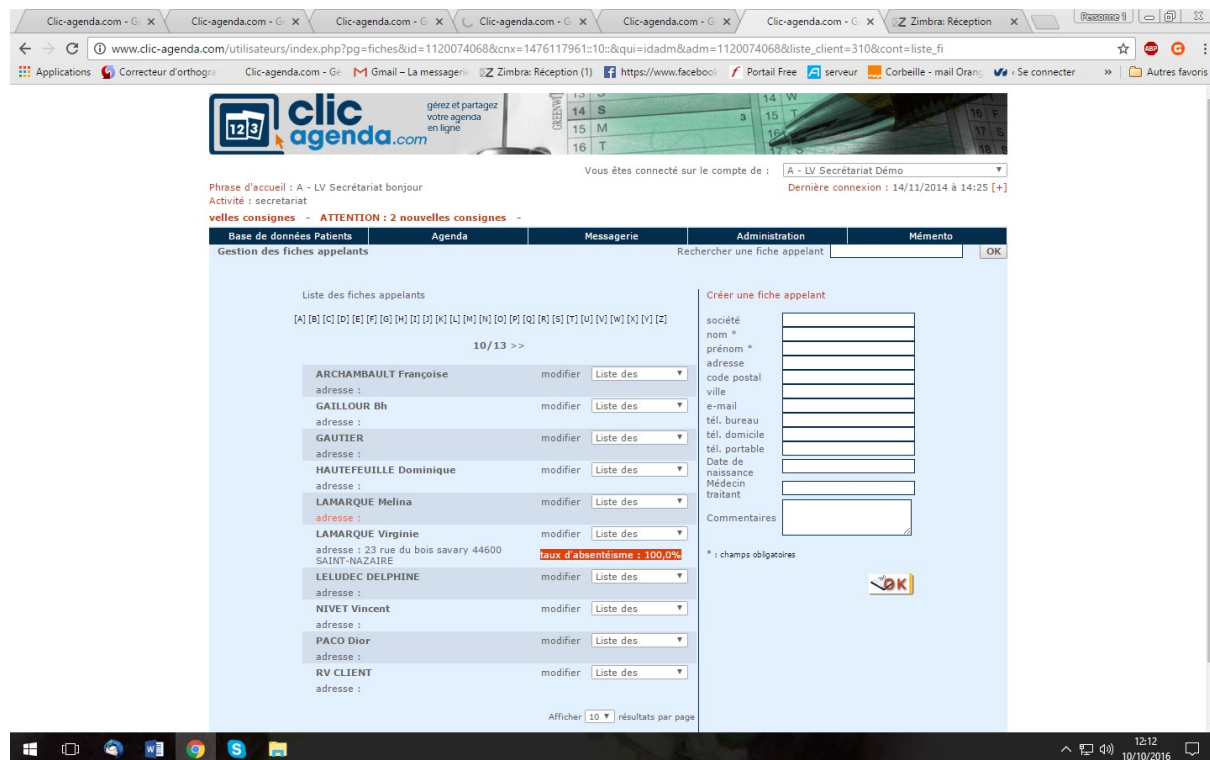 Clic-agenda.com - G
Clic-agenda.com - G
Clic-agenda.com - G
Clic-agenda.com - G
Clic-agenda.com - G
Clic-agenda.com - G
Zimbra: Réception
Personne 1
www.clic-agenda.com/utilisateurs/index.php?pg=fiches&id=1120074068&cnx=1476117961::10::&qui=idadm&adm=1120074068&liste_client=310&cont=liste_fi
Applications
Correcteur d'orthogra
Clic-agenda.com - Ge
Gmail – La messagerie
Zimbra: Réception (1)
https://www.facebook
Portail Free
serveur
Corbeille - mail Orang
‹ Se connecter
»
Autres favoris
123
clic
agenda.com
gérez et partagez
votre agenda
en ligne
Vous êtes connecté sur le compte de : A - LV Secrétariat Démo
Phrase d'accueil : A - LV Secrétariat bonjour
Dernière connexion : 14/11/2014 à 14:25 [+]
Activité : secretariat
velles consignes - ATTENTION : 2 nouvelles consignes -
Base de données Patients Agenda Messagerie Administration Mémento
Gestion des fiches appelants
Rechercher une fiche appelant OK
Liste des fiches appelants
[A] [B] [C] [D] [E] [F] [G] [H] [I] [J] [K] [L] [M] [N] [O] [P] [Q] [R] [S] [T] [U] [V] [W] [X] [Y] [Z]
10/13 >>
ARCHAMBAULT Françoise modifier Liste des
adresse :
GAILLOUR Bh modifier Liste des
adresse :
GAUTIER modifier Liste des
adresse :
HAUTEFEUILLE Dominique modifier Liste des
adresse :
LAMARQUE Melina modifier Liste des
adresse :
LAMARQUE Virginie modifier Liste des
adresse : 23 rue du bois savary 44600
SAINT-NAZAIRE
taux d'absentéisme : 100,0%
LELUDEC DELPHINE modifier Liste des
adresse :
NIVET Vincent modifier Liste des
adresse :
PACO Dior modifier Liste des
adresse :
RV CLIENT modifier Liste des
adresse :
Afficher 10 résultats par page
Créer une fiche appelant
société
nom *
prénom *
adresse
code postal
ville
e-mail
tél. bureau
tél. domicile
tél. portable
Date de
naissance
Médecin
traitant
Commentaires
* : champs obligatoires
OK
12:12
10/10/2016